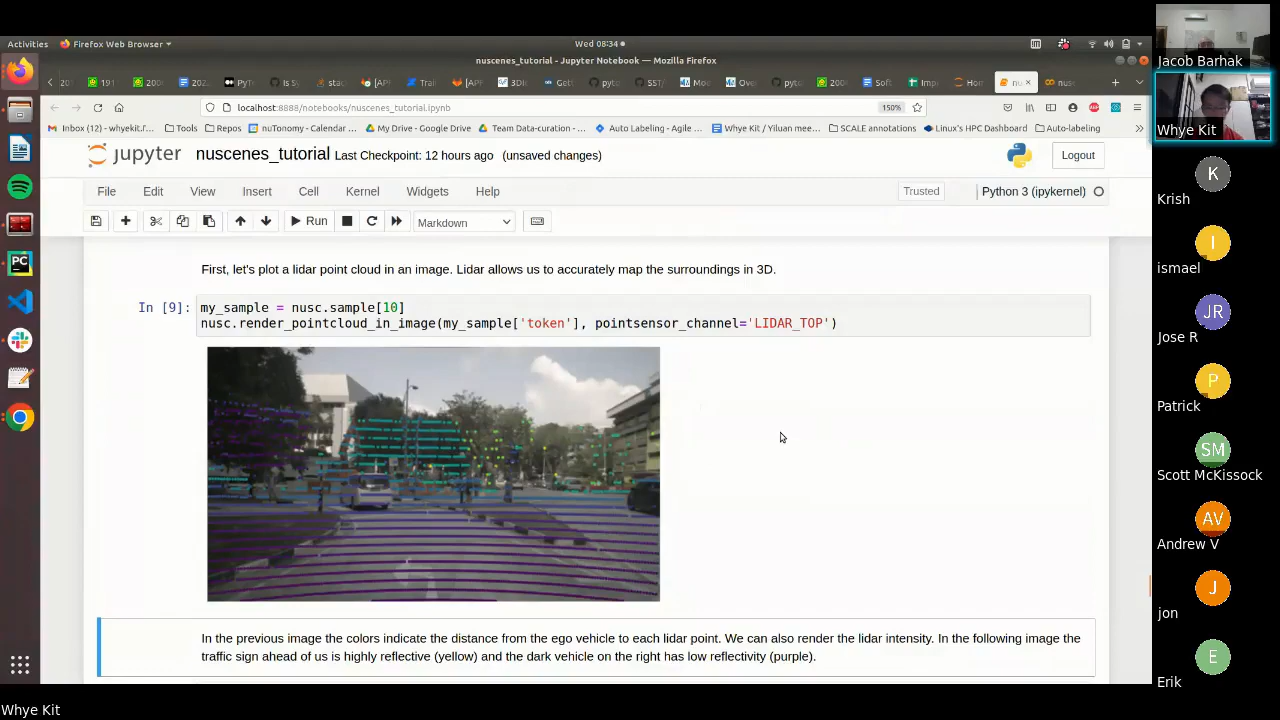 Activities
Firefox Web Browser
Wed 08:34
nuscenes_tutorial - Jupyter Notebook — Mozilla Firefox
localhost:8888/notebooks/nuscenes_tutorial.ipynb
150%
Inbox (12) - whyekit.f…
Tools
Repos
nuTonomy - Calendar …
My Drive - Google Drive
Team Data-curation - …
Auto Labeling - Agile …
Whye Kit / Yiluan meet…
SCALE annotations
Linux's HPC Dashboard
Auto-labeling
jupyter
nuscenes_tutorial
Last Checkpoint: 12 hours ago
(unsaved changes)
Logout
File
Edit
View
Insert
Cell
Kernel
Widgets
Help
Trusted
Python 3 (ipykernel)
Run
Markdown
First, let's plot a lidar point cloud in an image. Lidar allows us to accurately map the surroundings in 3D.
In [9]:
my_sample = nusc.sample[10]
nusc.render_pointcloud_in_image(my_sample['token'], pointsensor_channel='LIDAR_TOP')
In the previous image the colors indicate the distance from the ego vehicle to each lidar point. We can also render the lidar intensity. In the following image the
traffic sign ahead of us is highly reflective (yellow) and the dark vehicle on the right has low reflectivity (purple).
Jacob Barhak
Whye Kit
K
Krish
I
ismael
JR
Jose R
P
Patrick
SM
Scott McKissock
AV
Andrew V
J
jon
E
Erik
Whye Kit